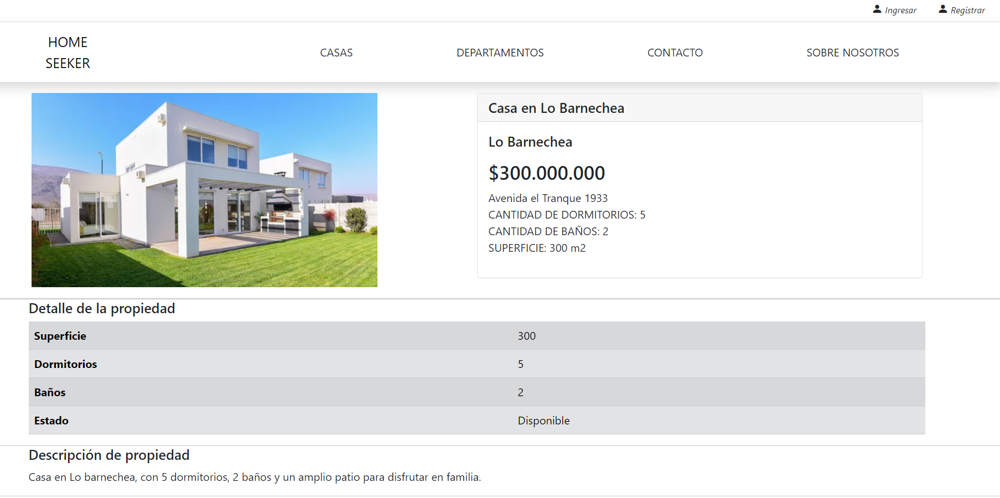 Ingresar
Registrar
HOME
SEEKER
CASAS
DEPARTAMENTOS
CONTACTO
SOBRE NOSOTROS
Casa en Lo Barnechea
Lo Barnechea
$300.000.000
Avenida el Tranque 1933
CANTIDAD DE DORMITORIOS: 5
CANTIDAD DE BAÑOS: 2
SUPERFICIE: 300 m2
Detalle de la propiedad
Superficie 300
Dormitorios 5
Baños 2
Estado Disponible
Descripción de propiedad
Casa en Lo barnechea, con 5 dormitorios, 2 baños y un amplio patio para disfrutar en familia.